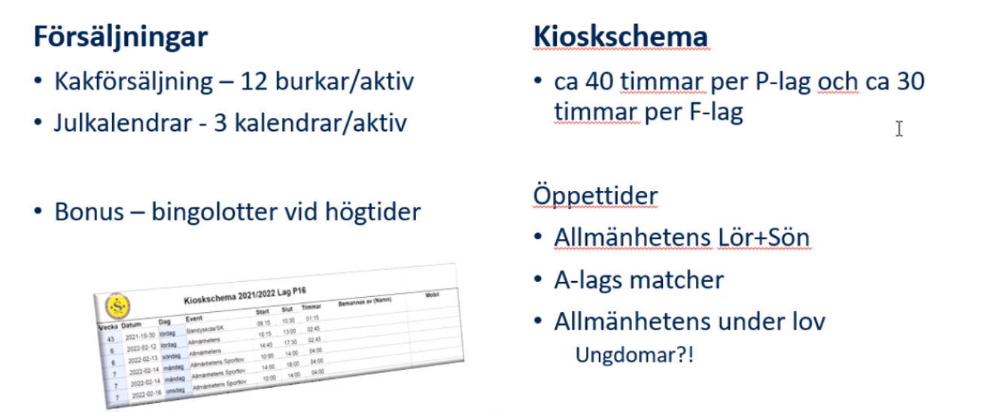 Försäljningar
• Kakförsäljning – 12 burkar/aktiv
• Julkalendrar - 3 kalendrar/aktiv
• Bonus – bingolotter vid högtider
Kioskschema 2021/2022 Lag P16
Vecka Datum Dag Event Start Slut Timmar Bemannas av (Namn) Mobil
43 2021-10-30 lördag Bandyskola/SK 09:15 10:30 01:15
6 2022-02-12 lördag Allmänhetens 10:15 13:00 02:45
6 2022-02-13 söndag Allmänhetens 14:45 17:30 02:45
7 2022-02-14 måndag Allmänhetens Sportlov 10:00 14:00 04:00
7 2022-02-14 måndag Allmänhetens Sportlov 14:00 18:00 04:00
7 2022-02-16 onsdag Allmänhetens Sportlov 10:00 14:00 04:00
Kioskschema
• ca 40 timmar per P-lag och ca 30
timmar per F-lag
Öppettider
• Allmänhetens Lör+Sön
• A-lags matcher
• Allmänhetens under lov
Ungdomar?!